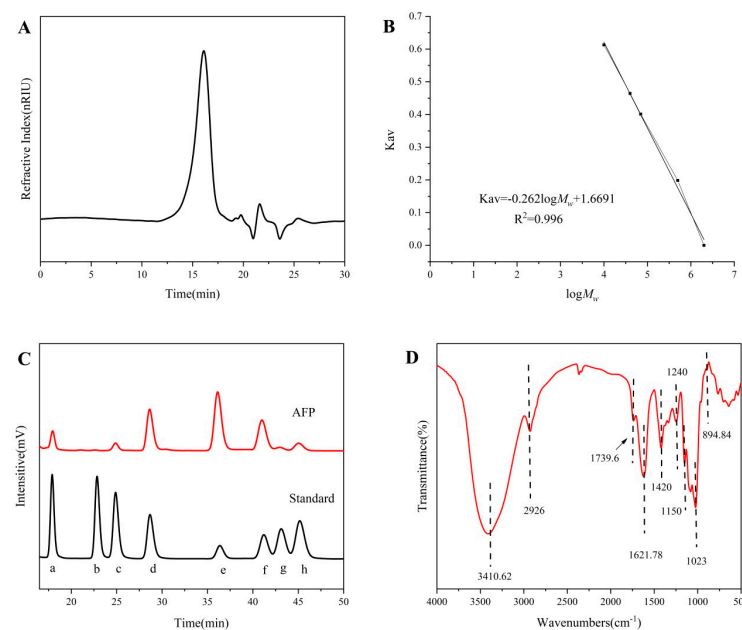 A
Refractive Index(nRIU)
0 5 10 15 20 25 30
Time(min)
B
Kav
0.7
0.6
0.5
0.4
0.3
0.2
0.1
0.0
Kav=-0.262logMw+1.6691
R²=0.996
0 1 2 3 4 5 6 7
logMw
C
Intensitive(mV)
AFP
Standard
a b c d e f g h
20 25 30 35 40 45 50
Time(min)
D
Transmittance(%)
1240
894.84
1739.6
1420
2926
1150
1621.78
1023
3410.62
4000 3500 3000 2500 2000 1500 1000 500
Wavenumbers(cm⁻¹)